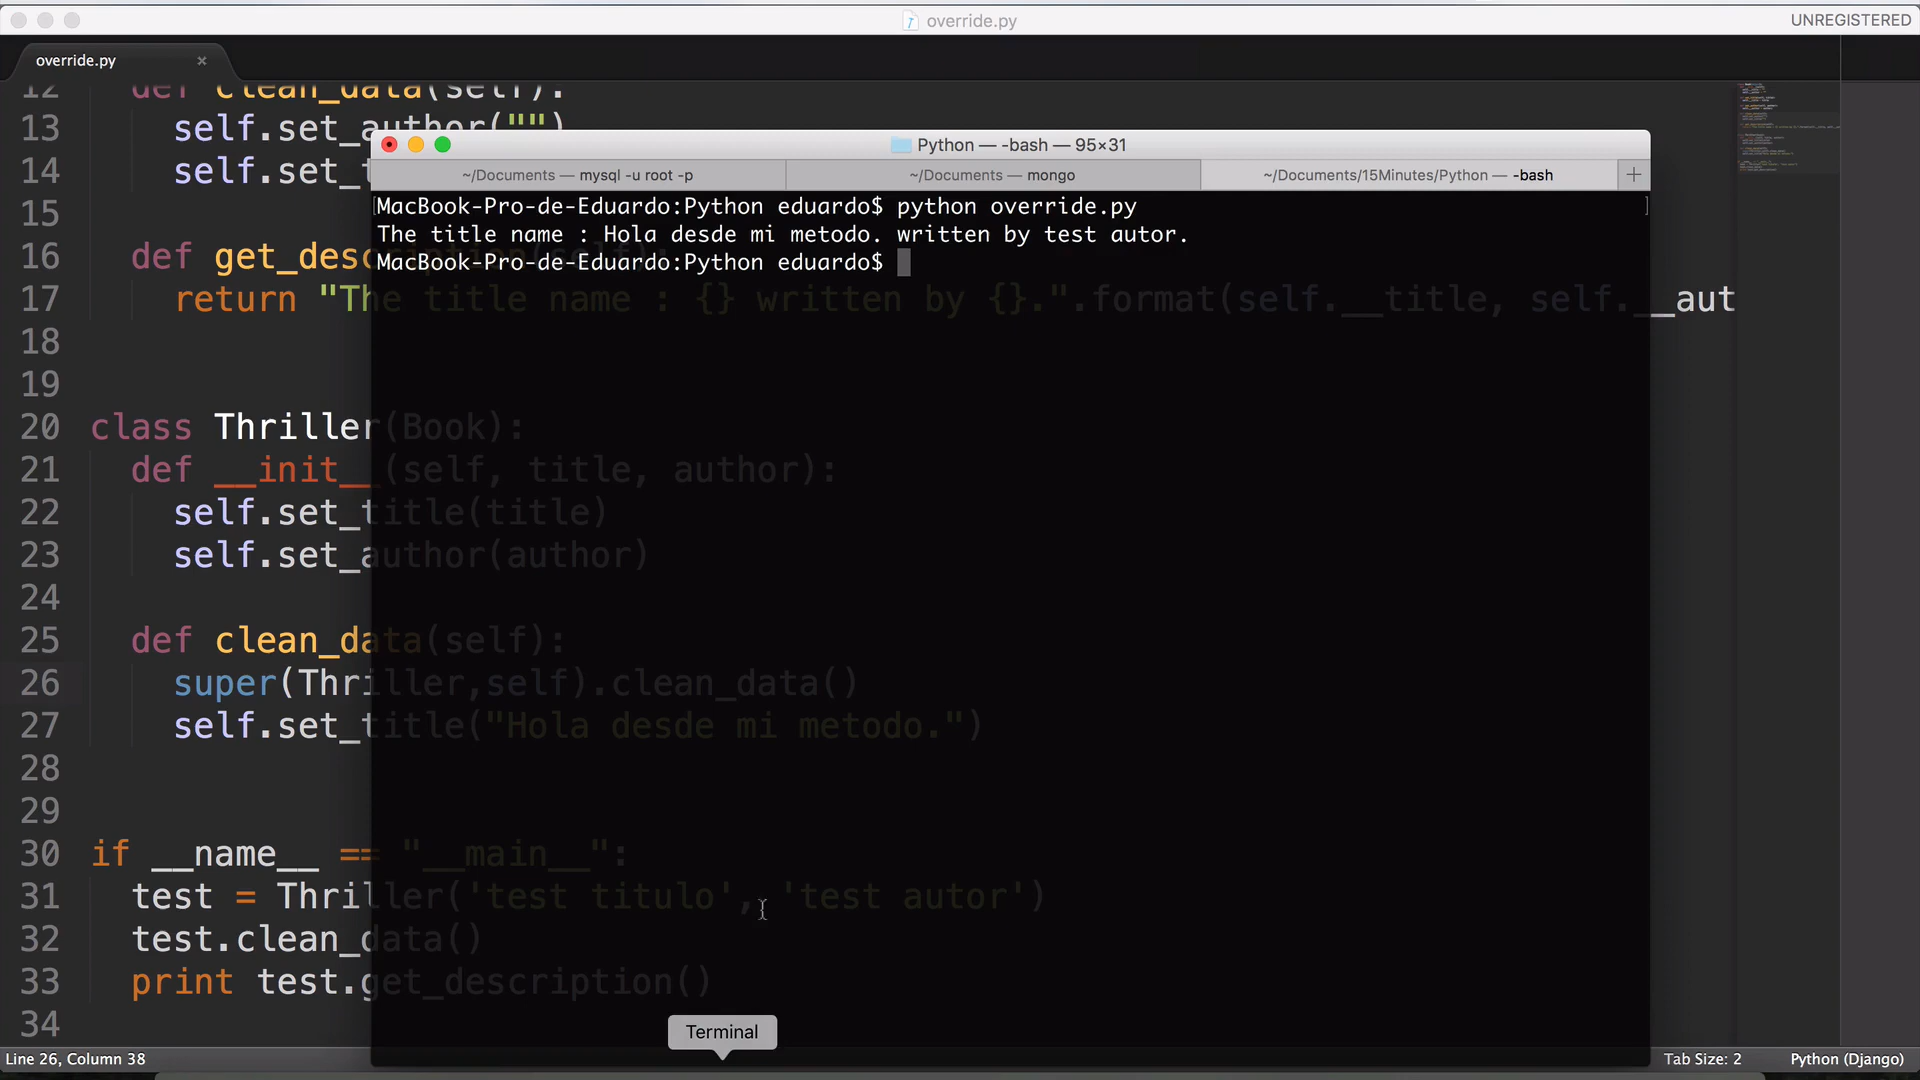 override.py
UNREGISTERED
override.py ×
12 def clean_data(self):
13 self.set_author("")
14 self.set_t
15
16 def get_description(self):
17 return "The title name : {} written by {}.".format(self.__title, self.__aut
18
19
20 class Thriller(Book):
21 def __init__(self, title, author):
22 self.set_title(title)
23 self.set_author(author)
24
25 def clean_data(self):
26 super(Thriller,self).clean_data()
27 self.set_title("Hola desde mi metodo.")
28
29
30 if __name__ == "__main__":
31 test = Thriller('test titulo', 'test autor')
32 test.clean_data()
33 print test.get_description()
34
Python — -bash — 95×31
~/Documents — mysql -u root -p
~/Documents — mongo
~/Documents/15Minutes/Python — -bash
+
MacBook-Pro-de-Eduardo:Python eduardo$ python override.py
The title name : Hola desde mi metodo. written by test autor.
MacBook-Pro-de-Eduardo:Python eduardo$
Terminal
Line 26, Column 38
Tab Size: 2
Python (Django)